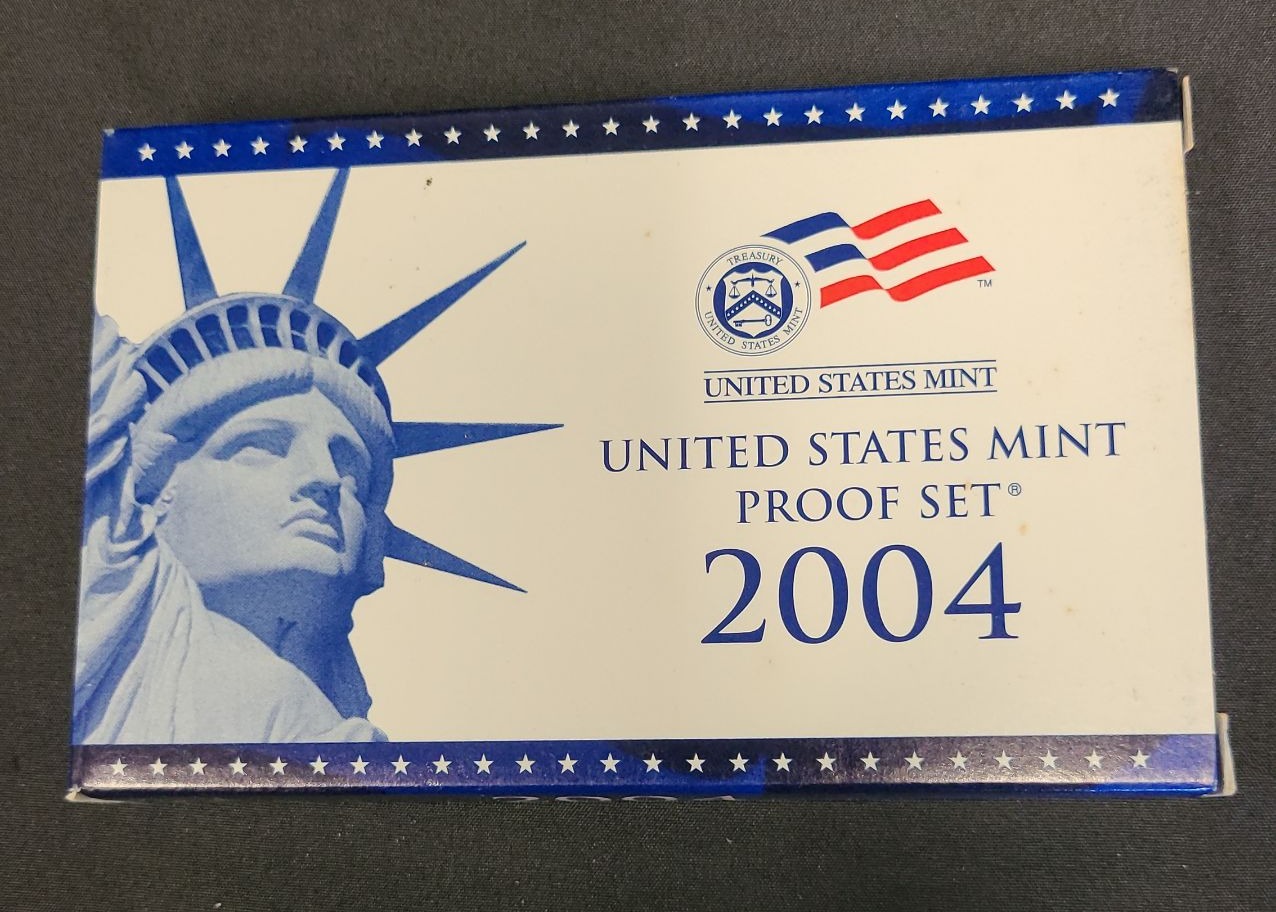 TREASURY
UNITED STATES MINT
TM
UNITED STATES MINT
UNITED STATES MINT
PROOF SET®
2004